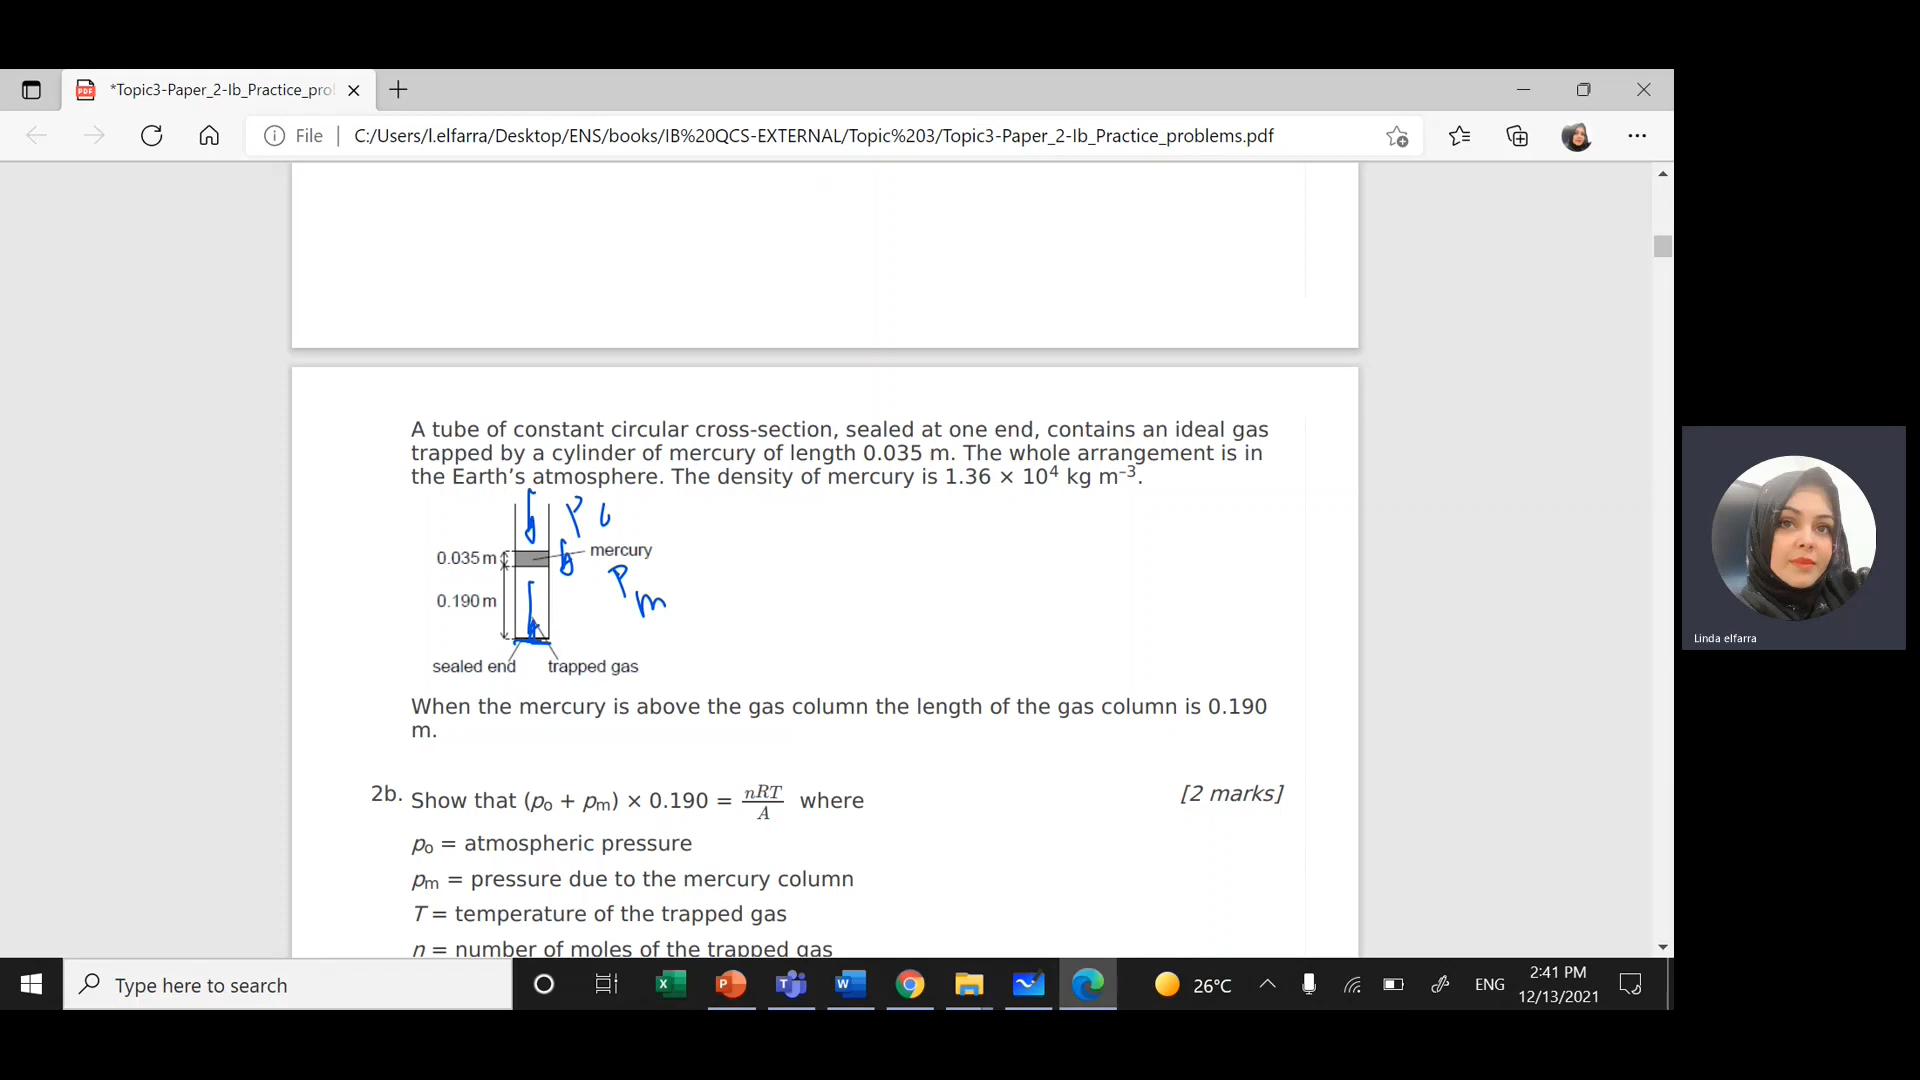 *Topic3-Paper_2-Ib_Practice_pro
File
C:/Users/l.elfarra/Desktop/ENS/books/IB%20QCS-EXTERNAL/Topic%203/Topic3-Paper_2-Ib_Practice_problems.pdf
A tube of constant circular cross-section, sealed at one end, contains an ideal gas
trapped by a cylinder of mercury of length 0.035 m. The whole arrangement is in
the Earth’s atmosphere. The density of mercury is 1.36 × 10⁴ kg m⁻³.
P
0.035 m
mercury
P m
0.190 m
sealed end
trapped gas
When the mercury is above the gas column the length of the gas column is 0.190
m.
2b. Show that (pₒ + pₘ) × 0.190 = nRT/A where [2 marks]
pₒ = atmospheric pressure
pₘ = pressure due to the mercury column
T = temperature of the trapped gas
n = number of moles of the trapped gas
Linda elfarra
Type here to search
26°C
ENG
2:41 PM
12/13/2021